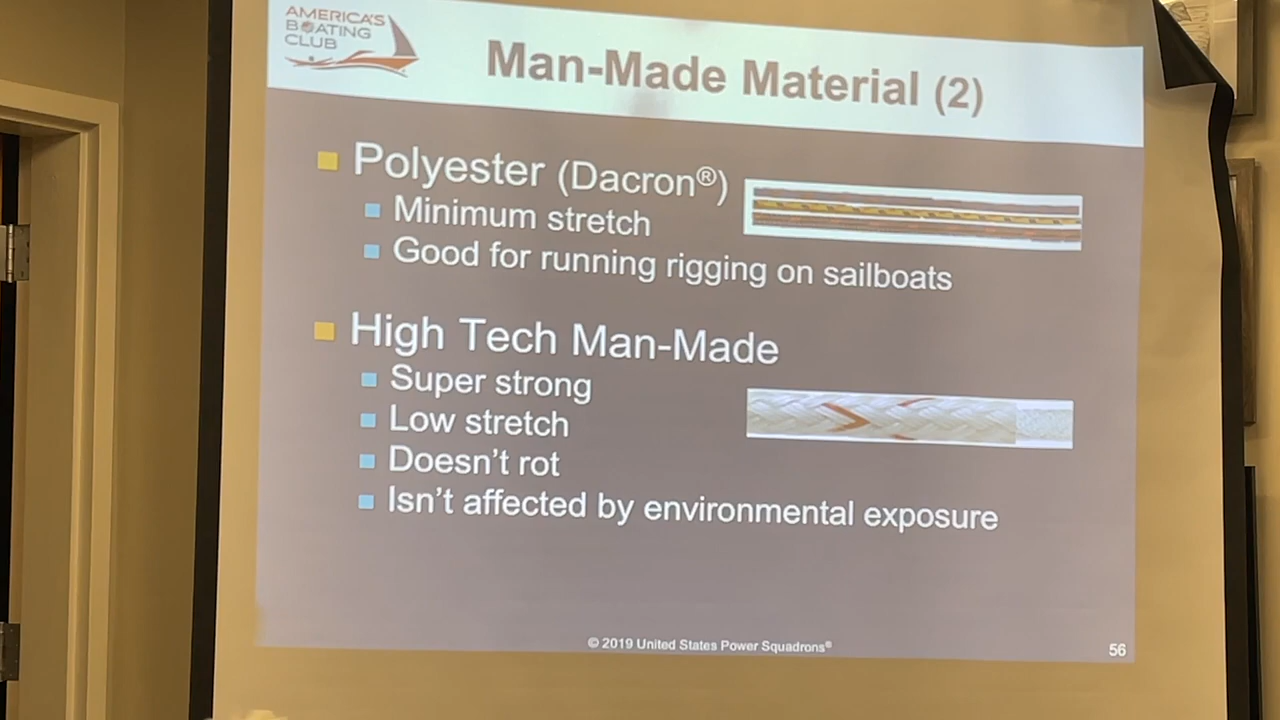 AMERICA'S
BOATING
CLUB
Man-Made Material (2)
Polyester (Dacron®)
Minimum stretch
Good for running rigging on sailboats
High Tech Man-Made
Super strong
Low stretch
Doesn't rot
Isn't affected by environmental exposure
© 2019 United States Power Squadrons®
56